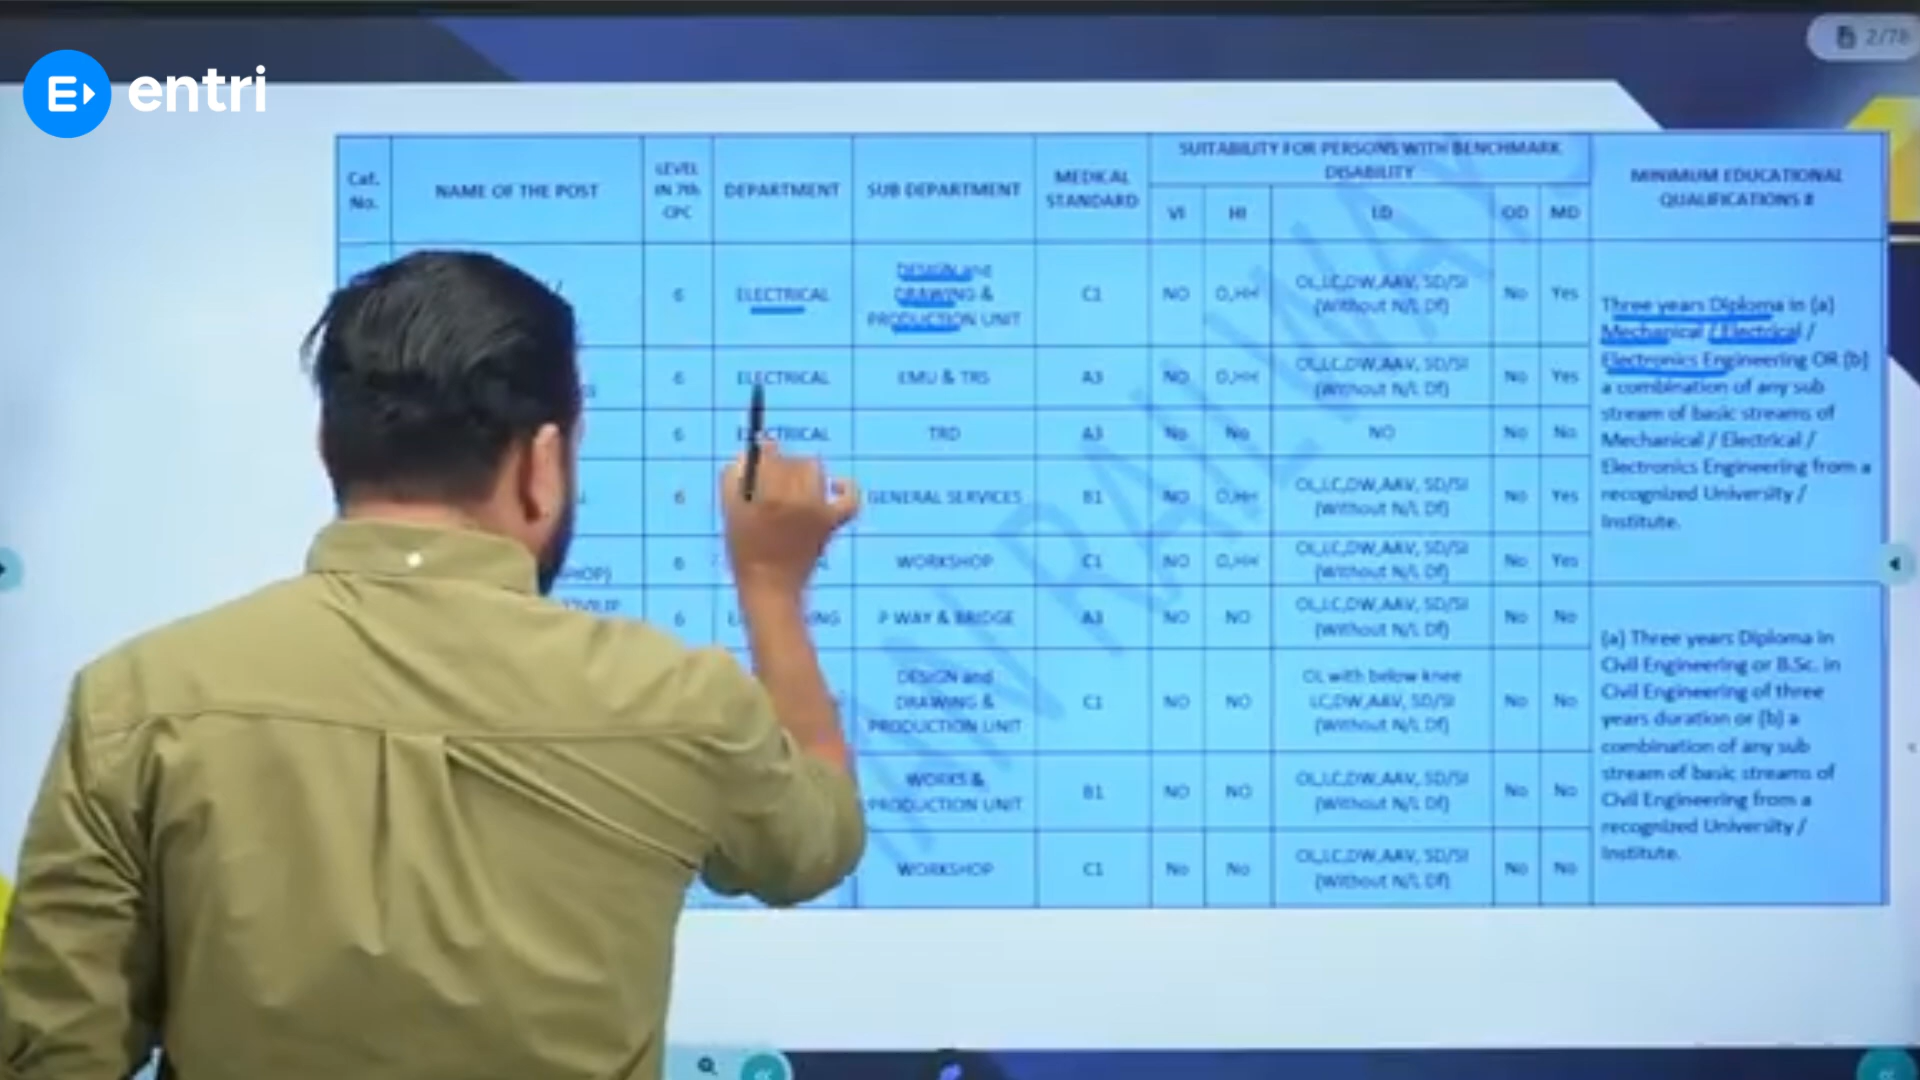 entri
2/78
Cat. No.
NAME OF THE POST
LEVEL IN 7th CPC
DEPARTMENT
SUB DEPARTMENT
MEDICAL STANDARD
SUITABILITY FOR PERSONS WITH BENCHMARK DISABILITY
VI
HI
LD
OD
MD
MINIMUM EDUCATIONAL QUALIFICATIONS #
6
ELECTRICAL
DESIGN and
DRAWING &
PRODUCTION UNIT
C1
NO
D,HH
OL,LC,DW,AAV, SD/SI
(Without N/L Df)
No
Yes
Three years Diploma in (a)
Mechanical / Electrical /
Electronics Engineering OR (b)
a combination of any sub
stream of basic streams of
Mechanical / Electrical /
Electronics Engineering from a
recognized University /
Institute.
6
ELECTRICAL
EMU & TRS
A3
NO
D,HH
OL,LC,DW,AAV, SD/SI
(Without N/L Df)
No
Yes
6
ELECTRICAL
TRD
A3
No
No
NO
No
No
6
GENERAL SERVICES
B1
NO
D,HH
OL,LC,DW,AAV, SD/SI
(Without N/L Df)
No
Yes
6
WORKSHOP
C1
NO
D,HH
OL,LC,DW,AAV, SD/SI
(Without N/L Df)
No
Yes
6
P WAY & BRIDGE
A3
NO
NO
OL,LC,DW,AAV, SD/SI
(Without N/L Df)
No
No
(a) Three years Diploma in
Civil Engineering or B.Sc. in
Civil Engineering of three
years duration or (b) a
combination of any sub
stream of basic streams of
Civil Engineering from a
recognized University /
Institute.
DESIGN and
DRAWING &
PRODUCTION UNIT
C1
NO
NO
OL with below knee
LC,DW,AAV, SD/SI
(Without N/L Df)
No
No
WORKS &
PRODUCTION UNIT
B1
NO
NO
OL,LC,DW,AAV, SD/SI
(Without N/L Df)
No
No
WORKSHOP
C1
No
No
OL,LC,DW,AAV, SD/SI
(Without N/L Df)
No
No